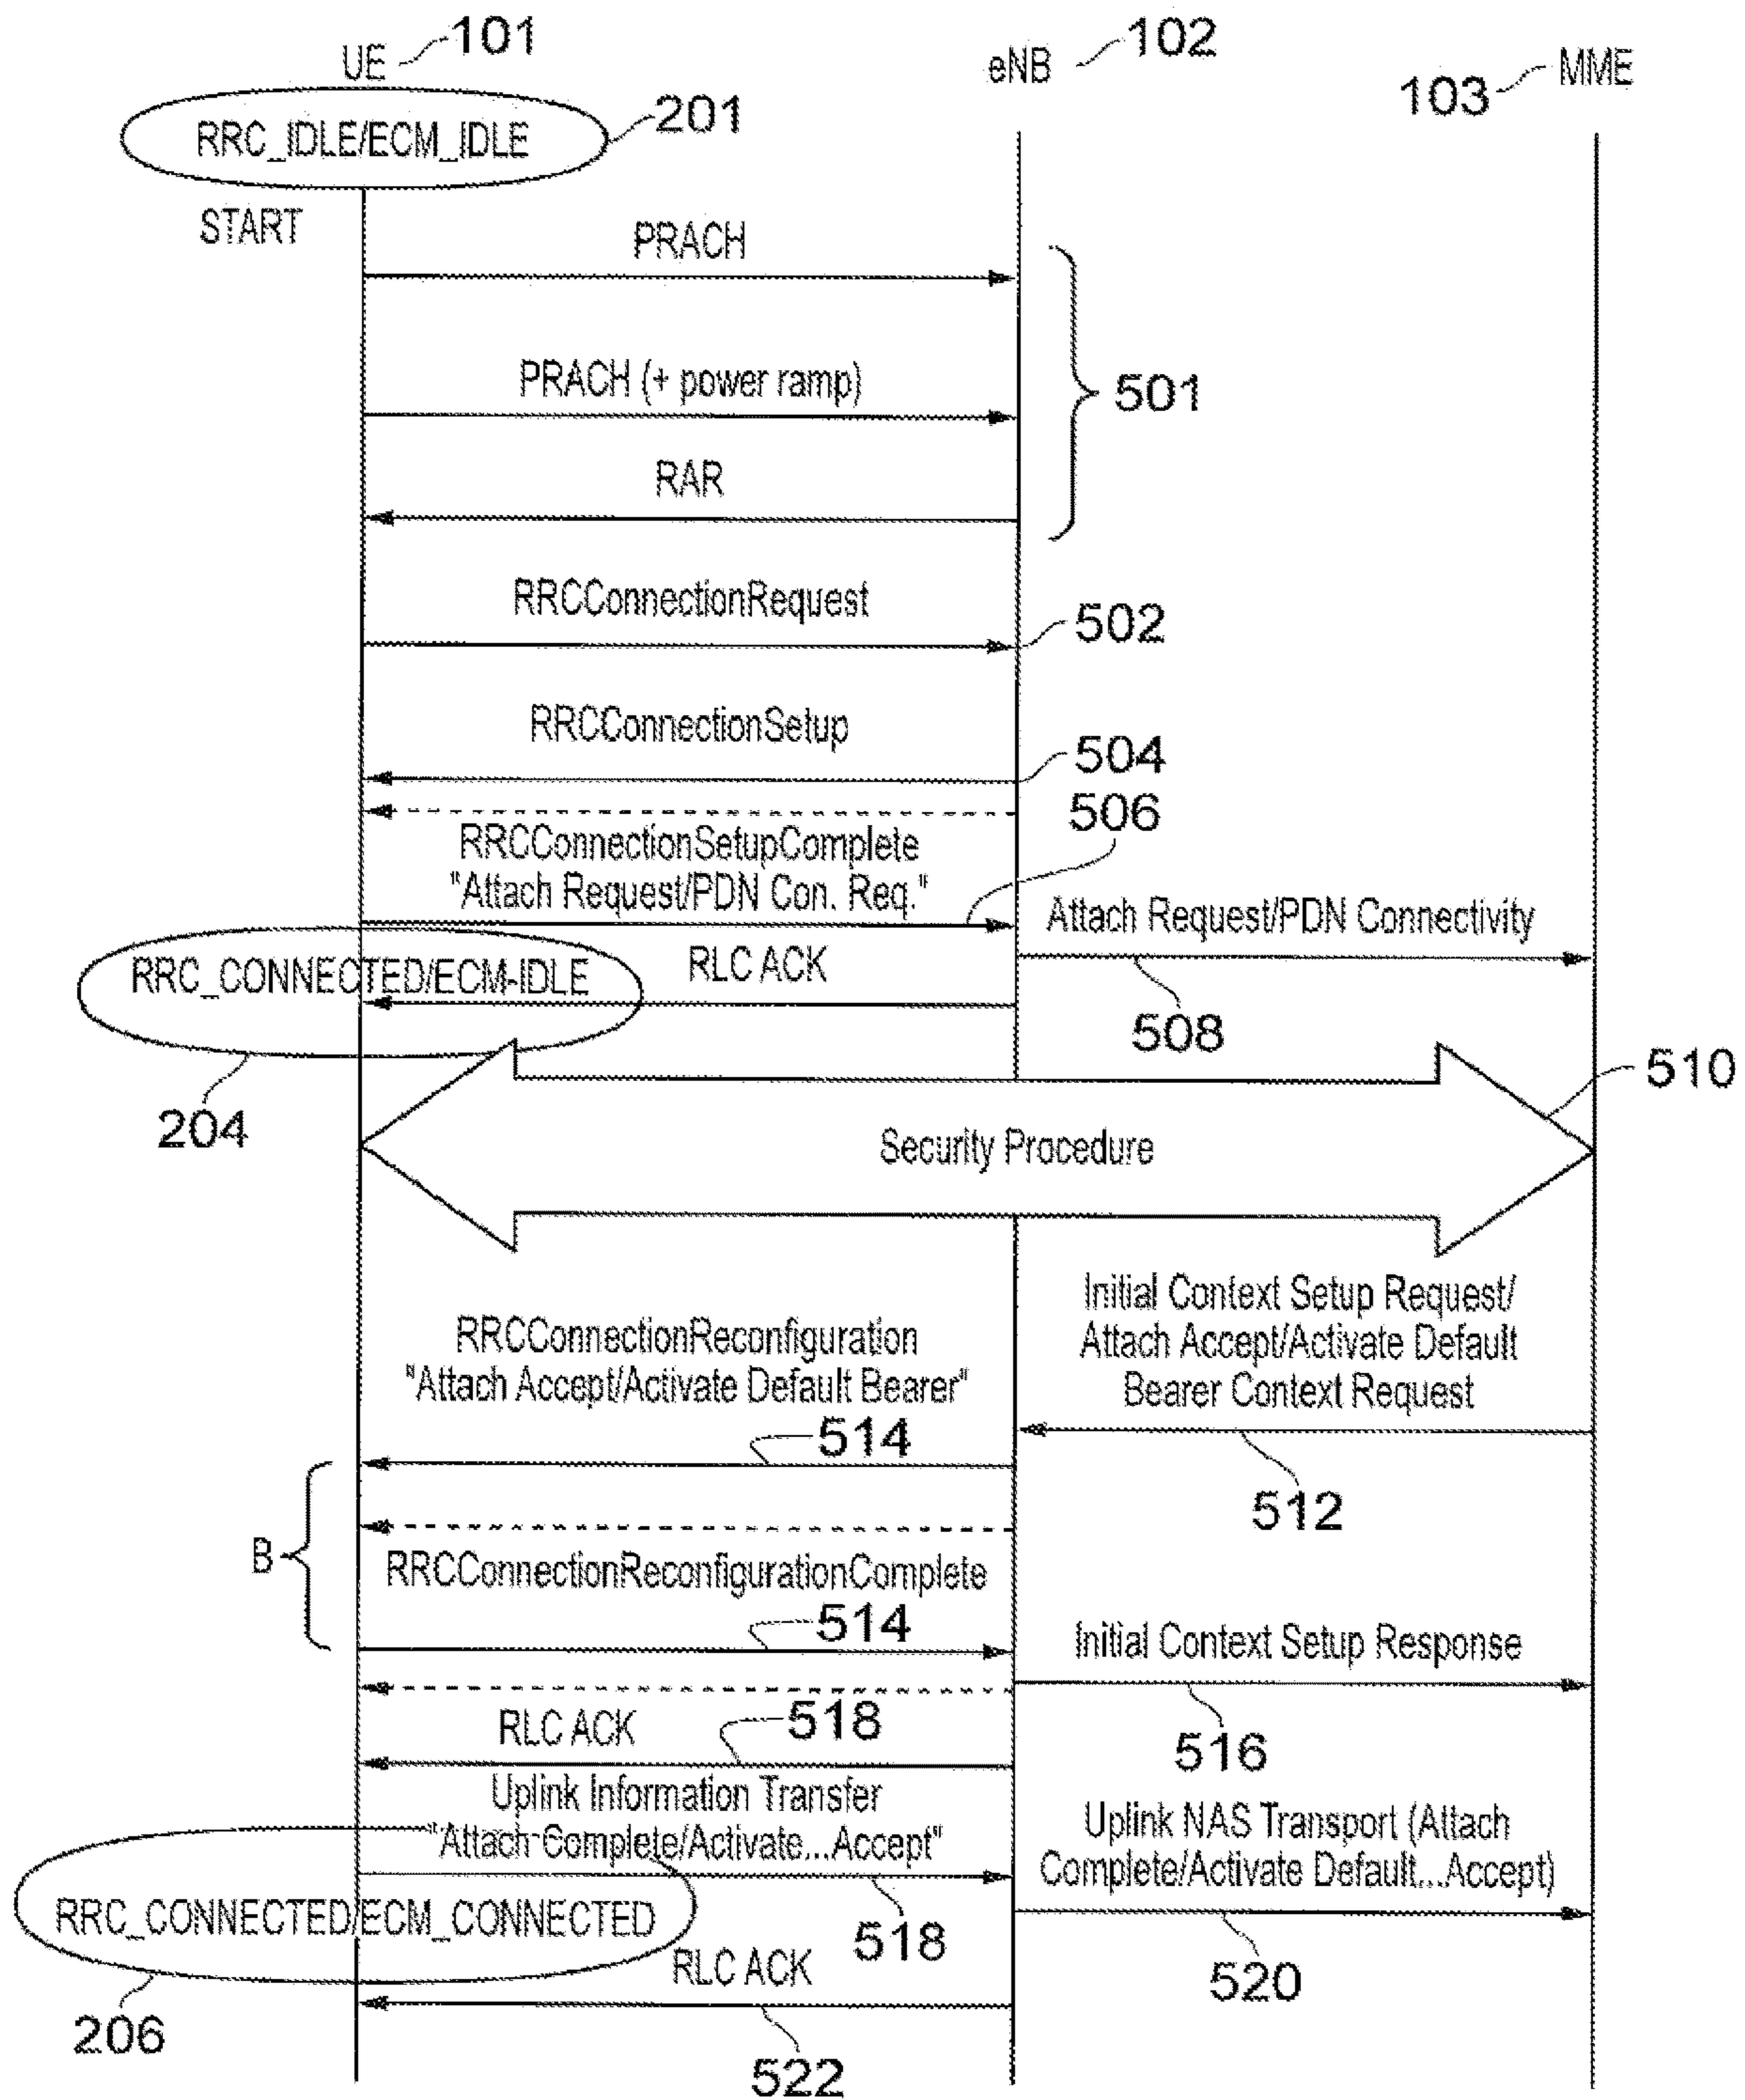 UE 101
eNB 102
103 MME
RRC_IDLE/ECM_IDLE
201
START
PRACH
PRACH (+ power ramp)
501
RAR
RRCConnectionRequest
502
RRCConnectionSetup
504
506
RRCConnectionSetupComplete
"Attach Request/PDN Con. Req."
Attach Request/PDN Connectivity
RRC_CONNECTED/ECM-IDLE
RLC ACK
508
204
510
Security Procedure
Initial Context Setup Request/
Attach Accept/Activate Default
Bearer Context Request
RRCConnectionReconfiguration
"Attach Accept/Activate Default Bearer"
514
512
B
RRCConnectionReconfigurationComplete
514
Initial Context Setup Response
RLC ACK
518
516
Uplink Information Transfer
"Attach Complete/Activate...Accept"
Uplink NAS Transport (Attach
Complete/Activate Default...Accept)
RRC_CONNECTED/ECM_CONNECTED
518
RLC ACK
520
206
522